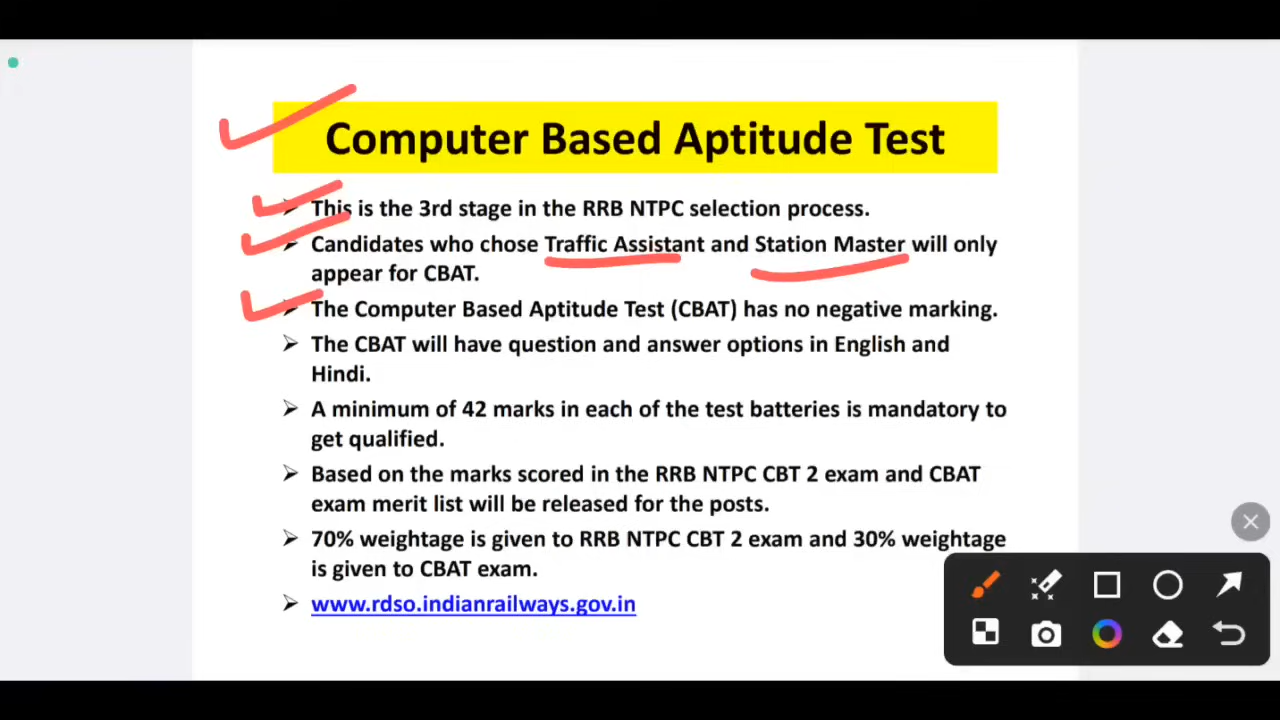 Computer Based Aptitude Test
➢ This is the 3rd stage in the RRB NTPC selection process.
➢ Candidates who chose Traffic Assistant and Station Master will only
appear for CBAT.
➢ The Computer Based Aptitude Test (CBAT) has no negative marking.
➢ The CBAT will have question and answer options in English and
Hindi.
➢ A minimum of 42 marks in each of the test batteries is mandatory to
get qualified.
➢ Based on the marks scored in the RRB NTPC CBT 2 exam and CBAT
exam merit list will be released for the posts.
➢ 70% weightage is given to RRB NTPC CBT 2 exam and 30% weightage
is given to CBAT exam.
➢ www.rdso.indianrailways.gov.in